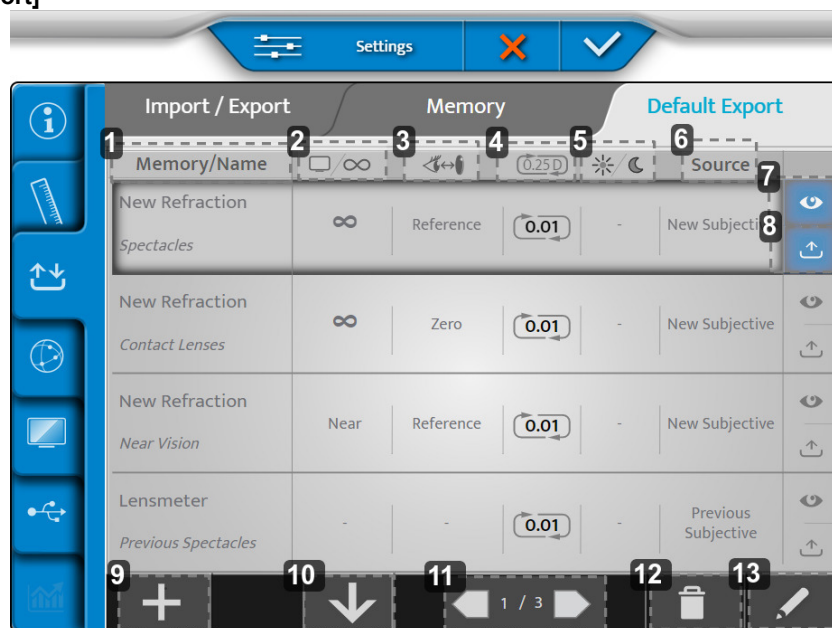 ort]
Settings
Import / Export Memory Default Export
1 2 3 4 5 6
Memory/Name 0.25 D Source
7
New Refraction
∞ Reference 0.01 - New Subjecti
8
Spectacles
New Refraction
∞ Zero 0.01 - New Subjective
Contact Lenses
New Refraction
Near Reference 0.01 - New Subjective
Near Vision
Lensmeter
- - 0.01 - Previous
Subjective
Previous Spectacles
9 10 11 12 13
1 / 3